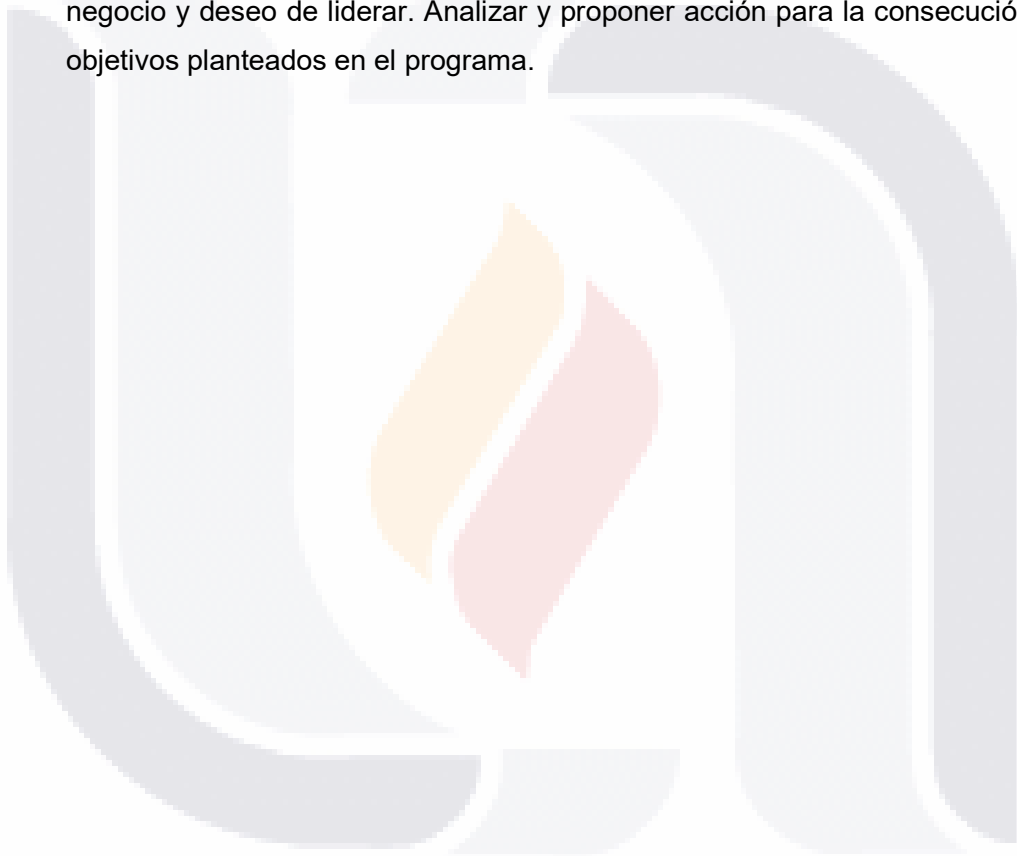 negocio y deseo de liderar. Analizar y proponer acción para la consecució
objetivos planteados en el programa.